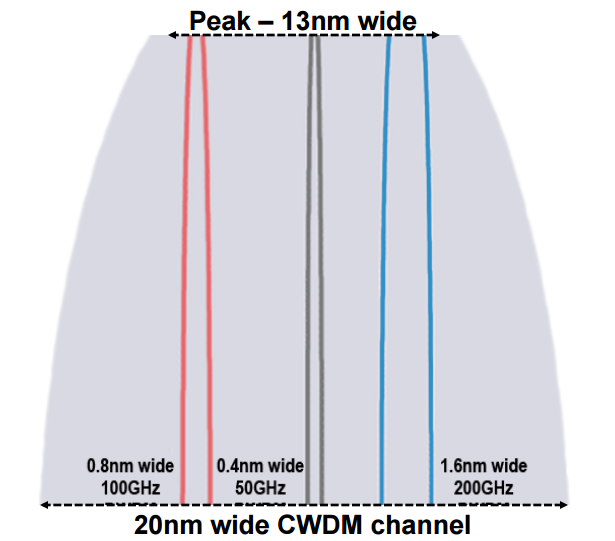 Peak – 13nm wide
0.8nm wide
100GHz
0.4nm wide
50GHz
1.6nm wide
200GHz
20nm wide CWDM channel